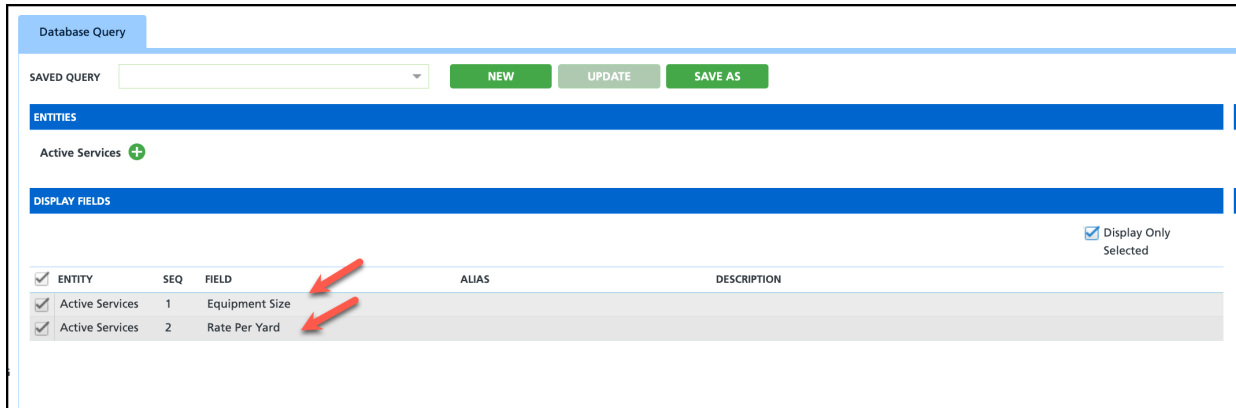 Database Query
SAVED QUERY NEW UPDATE SAVE AS
ENTITIES
Active Services
DISPLAY FIELDS
Display Only
Selected
ENTITY SEQ FIELD ALIAS DESCRIPTION
Active Services 1 Equipment Size
Active Services 2 Rate Per Yard